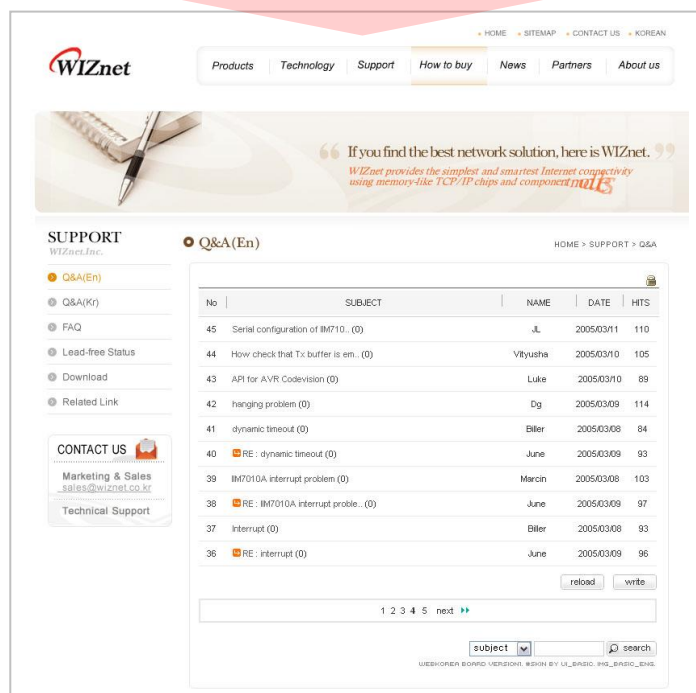 HOME SITEMAP CONTACT US KOREAN
WIZnet
Products Technology Support How to buy News Partners About us
If you find the best network solution, here is WIZnet.
WIZnet provides the simplest and smartest Internet connectivity
using memory-like TCP/IP chips and component
SUPPORT
WIZnet,Inc.
Q&A(En)
Q&A(Kr)
FAQ
Lead-free Status
Download
Related Link
CONTACT US
Marketing & Sales
sales@wiznet.co.kr
Technical Support
Q&A(En)
HOME > SUPPORT > Q&A
No SUBJECT NAME DATE HITS
45 Serial configuration of IIM710.. (0) JL 2005/03/11 110
44 How check that Tx buffer is em.. (0) Vityusha 2005/03/10 105
43 API for AVR Codevision (0) Luke 2005/03/10 89
42 hanging problem (0) Dg 2005/03/09 114
41 dynamic timeout (0) Biller 2005/03/08 84
40 RE : dynamic timeout (0) June 2005/03/09 93
39 IIM7010A interrupt problem (0) Marcin 2005/03/08 103
38 RE : IIM7010A interrupt proble.. (0) June 2005/03/09 97
37 Interrupt (0) Biller 2005/03/08 93
36 RE : interrupt (0) June 2005/03/09 96
reload write
1 2 3 4 5 next
subject search
WEBKOREA BOARD VERSION1. #SKIN BY UI_BASIC. IMG_BASIC_ENG.